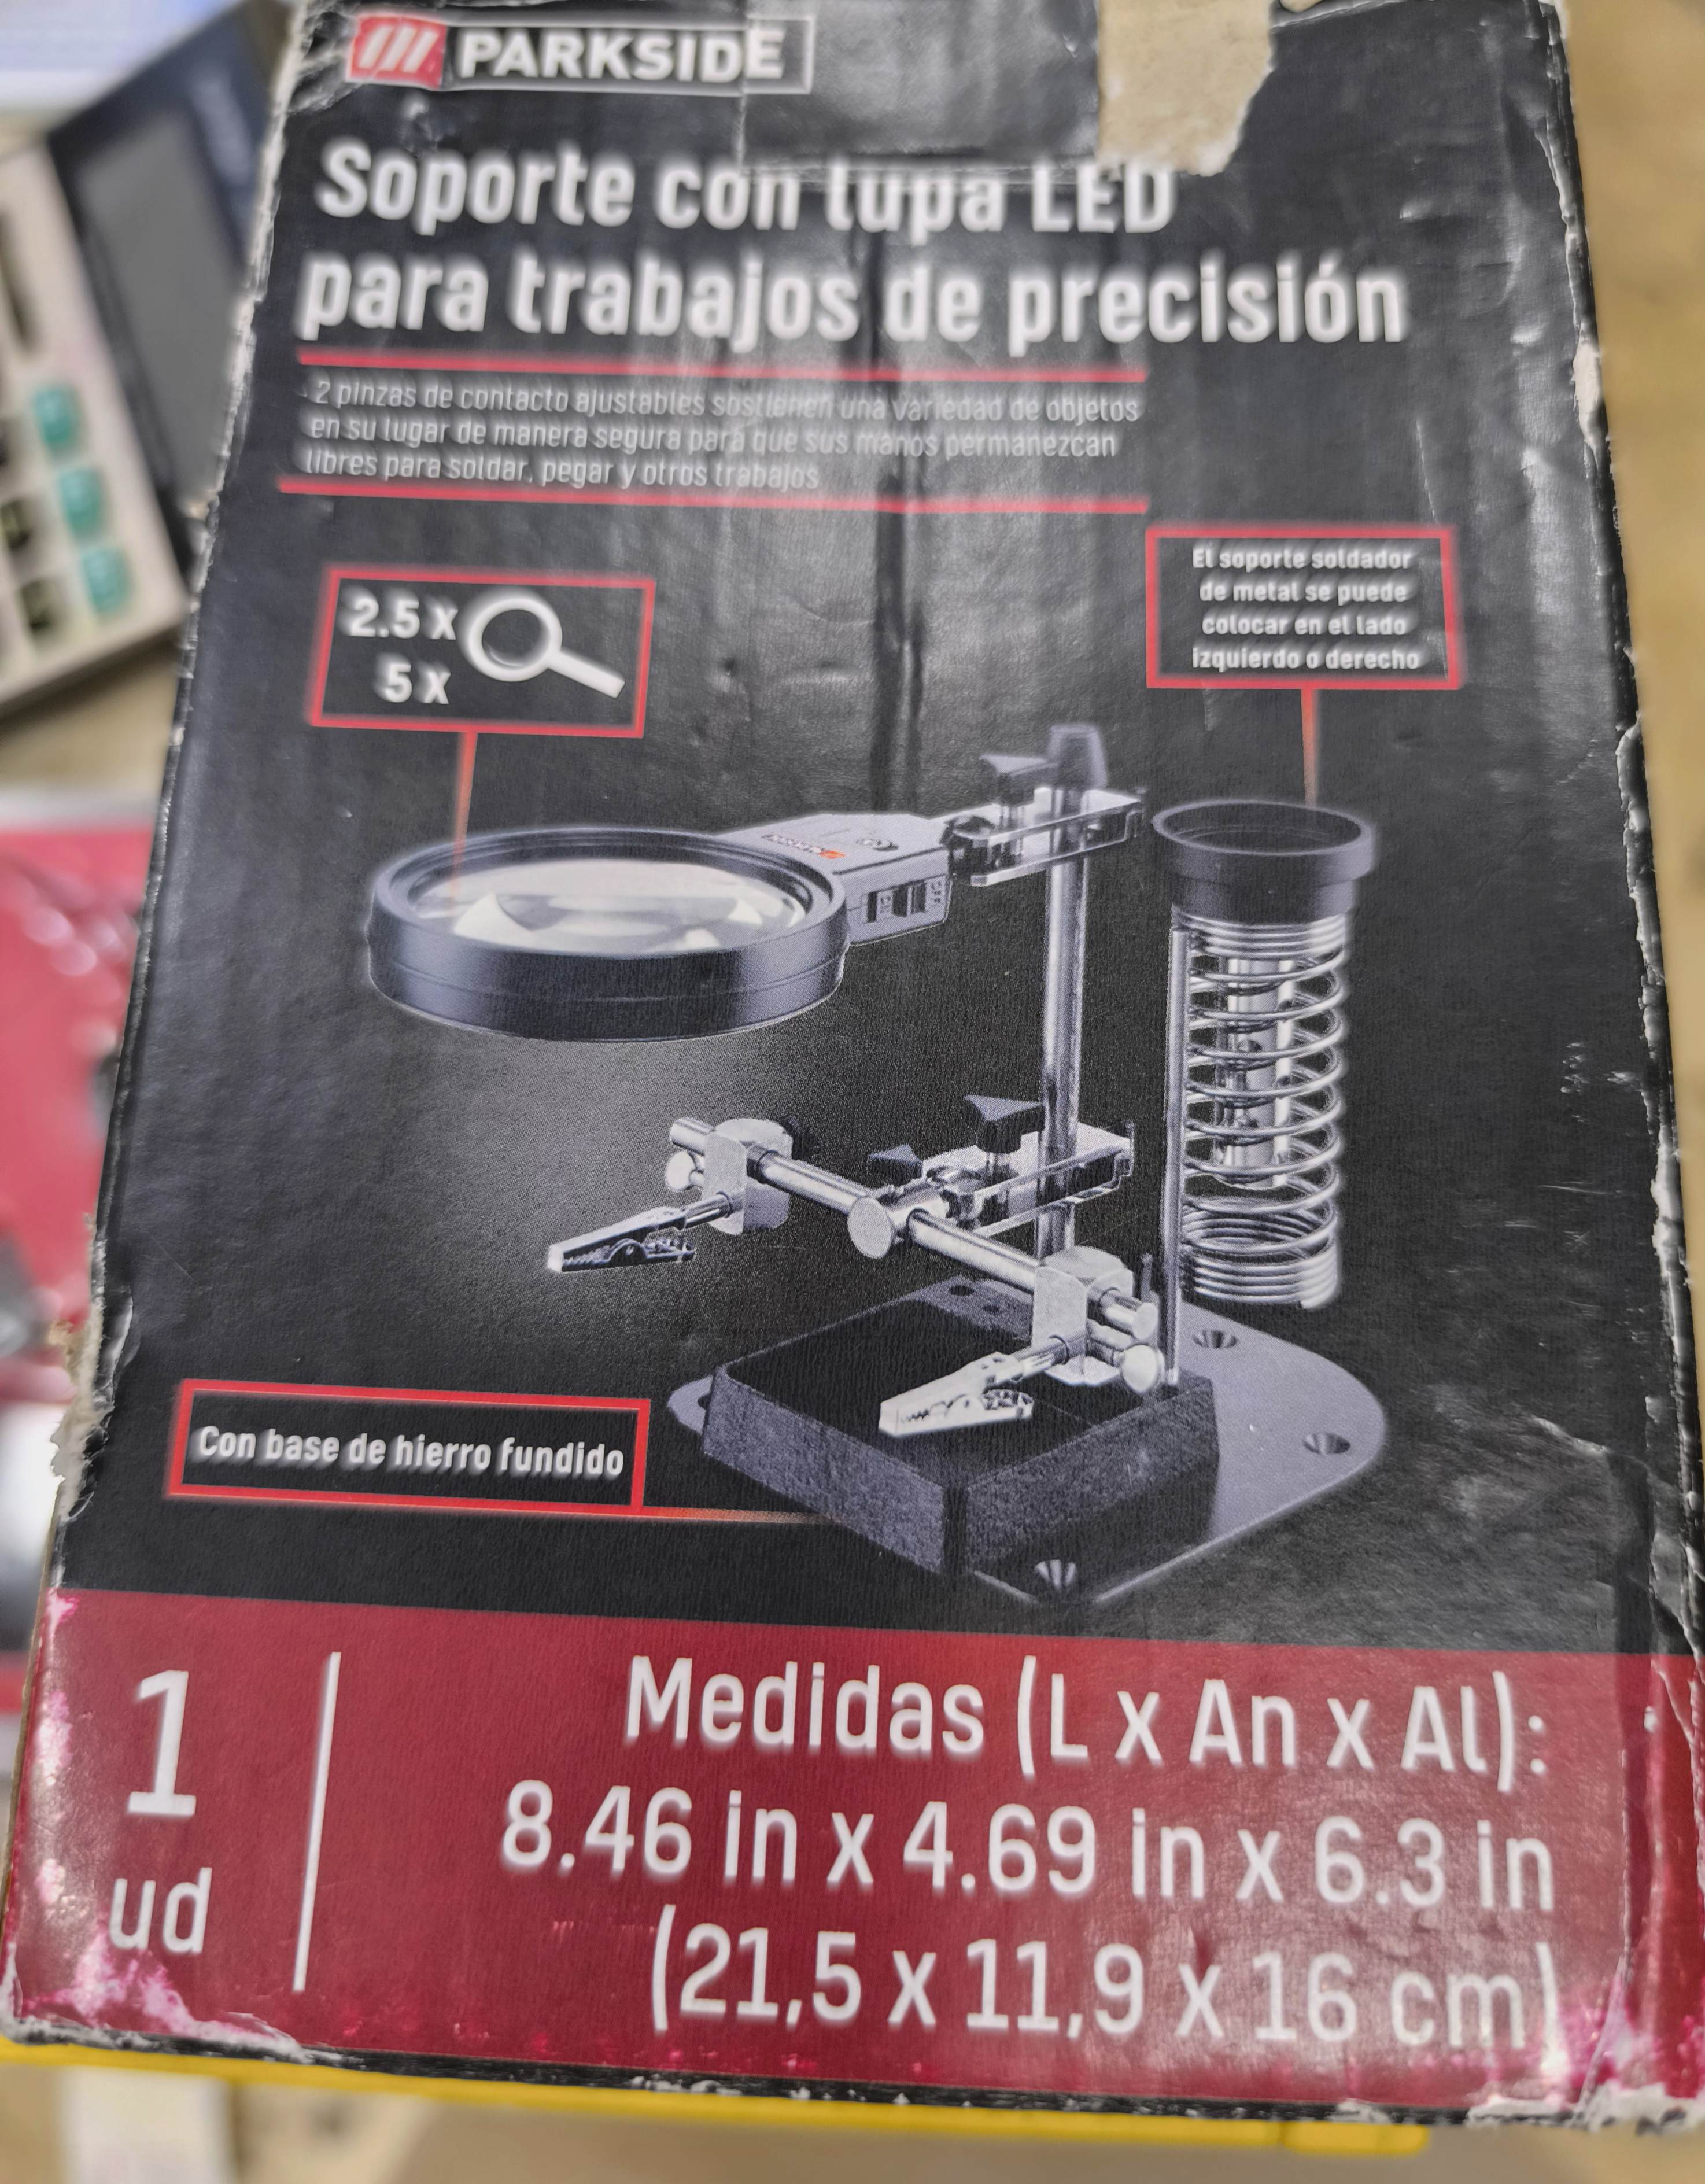 PARKSIDE
Soporte con lupa LED
para trabajos de precisión
2 pinzas de contacto ajustables sostienen una variedad de objetos
en su lugar de manera segura para que sus manos permanezcan
libres para soldar, pegar y otros trabajos
El soporte soldador
de metal se puede
colocar en el lado
izquierdo o derecho
2.5 x
5 x
Con base de hierro fundido
1
ud
Medidas (L x An x Al):
8.46 in x 4.69 in x 6.3 in
(21,5 x 11,9 x 16 cm)